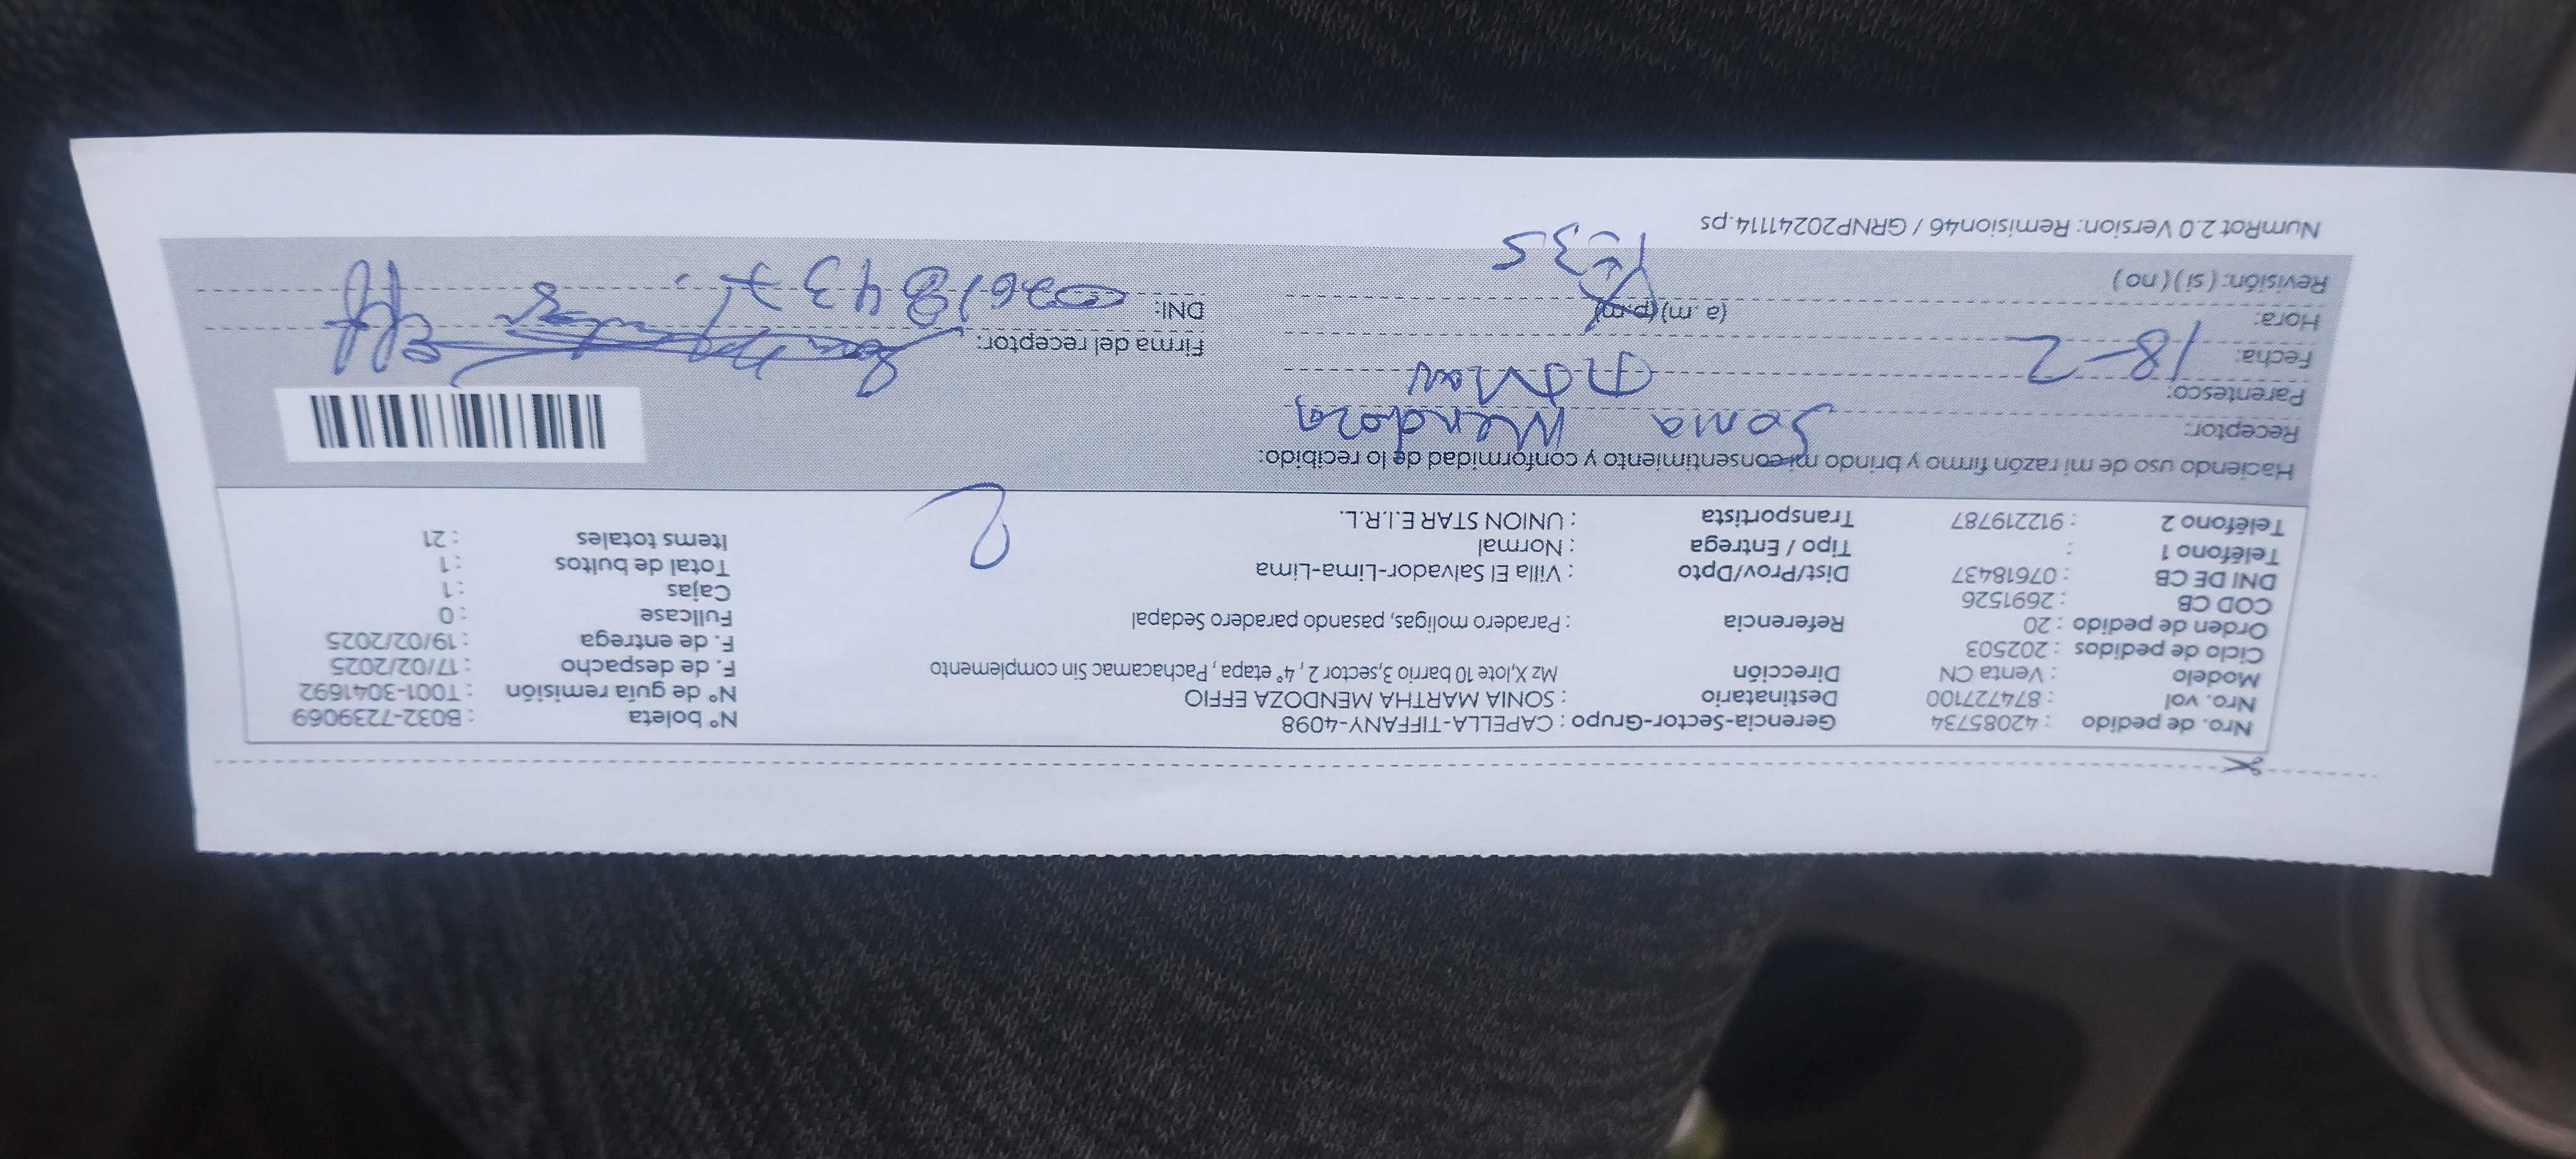 Nro. de pedido : 42085734 Gerencia-Sector-Grupo : CAPELLA-TIFFANY-4098 N° boleta : B032-7239069
Nro. vol : 874727100 Destinatario : SONIA MARTHA MENDOZA EFFIO N° de guía remisión : T001-3041692
Modelo : Venta CN Dirección Mz X,lote 10 barrio 3,sector 2 , 4° etapa , Pachacamac Sin complemento F. de despacho : 17/02/2025
Ciclo de pedidos : 202503 F. de entrega : 19/02/2025
Orden de pedido : 20 Referencia : Paradero moligas, pasando paradero Sedapal Fullcase : 0
COD CB : 2691526 Cajas : 1
DNI DE CB : 07618437 Dist/Prov/Dpto : Villa El Salvador-Lima-Lima Total de bultos : 1
Teléfono 1 : Tipo / Entrega : Normal Items totales : 21
Teléfono 2 : 912219787 Transportista : UNION STAR E.I.R.L.
Haciendo uso de mi razón firmo y brindo mi consentimiento y conformidad de lo recibido:
Receptor: Sonia Mendoza
Parentesco:
Fecha: 18-2 Firma del receptor:
Hora: (a. m) (p. m) DNI: 07618437
Revisión: ( si ) ( no )
NumRot 2.0 Version: Remision46 / GRNP20241114.ps